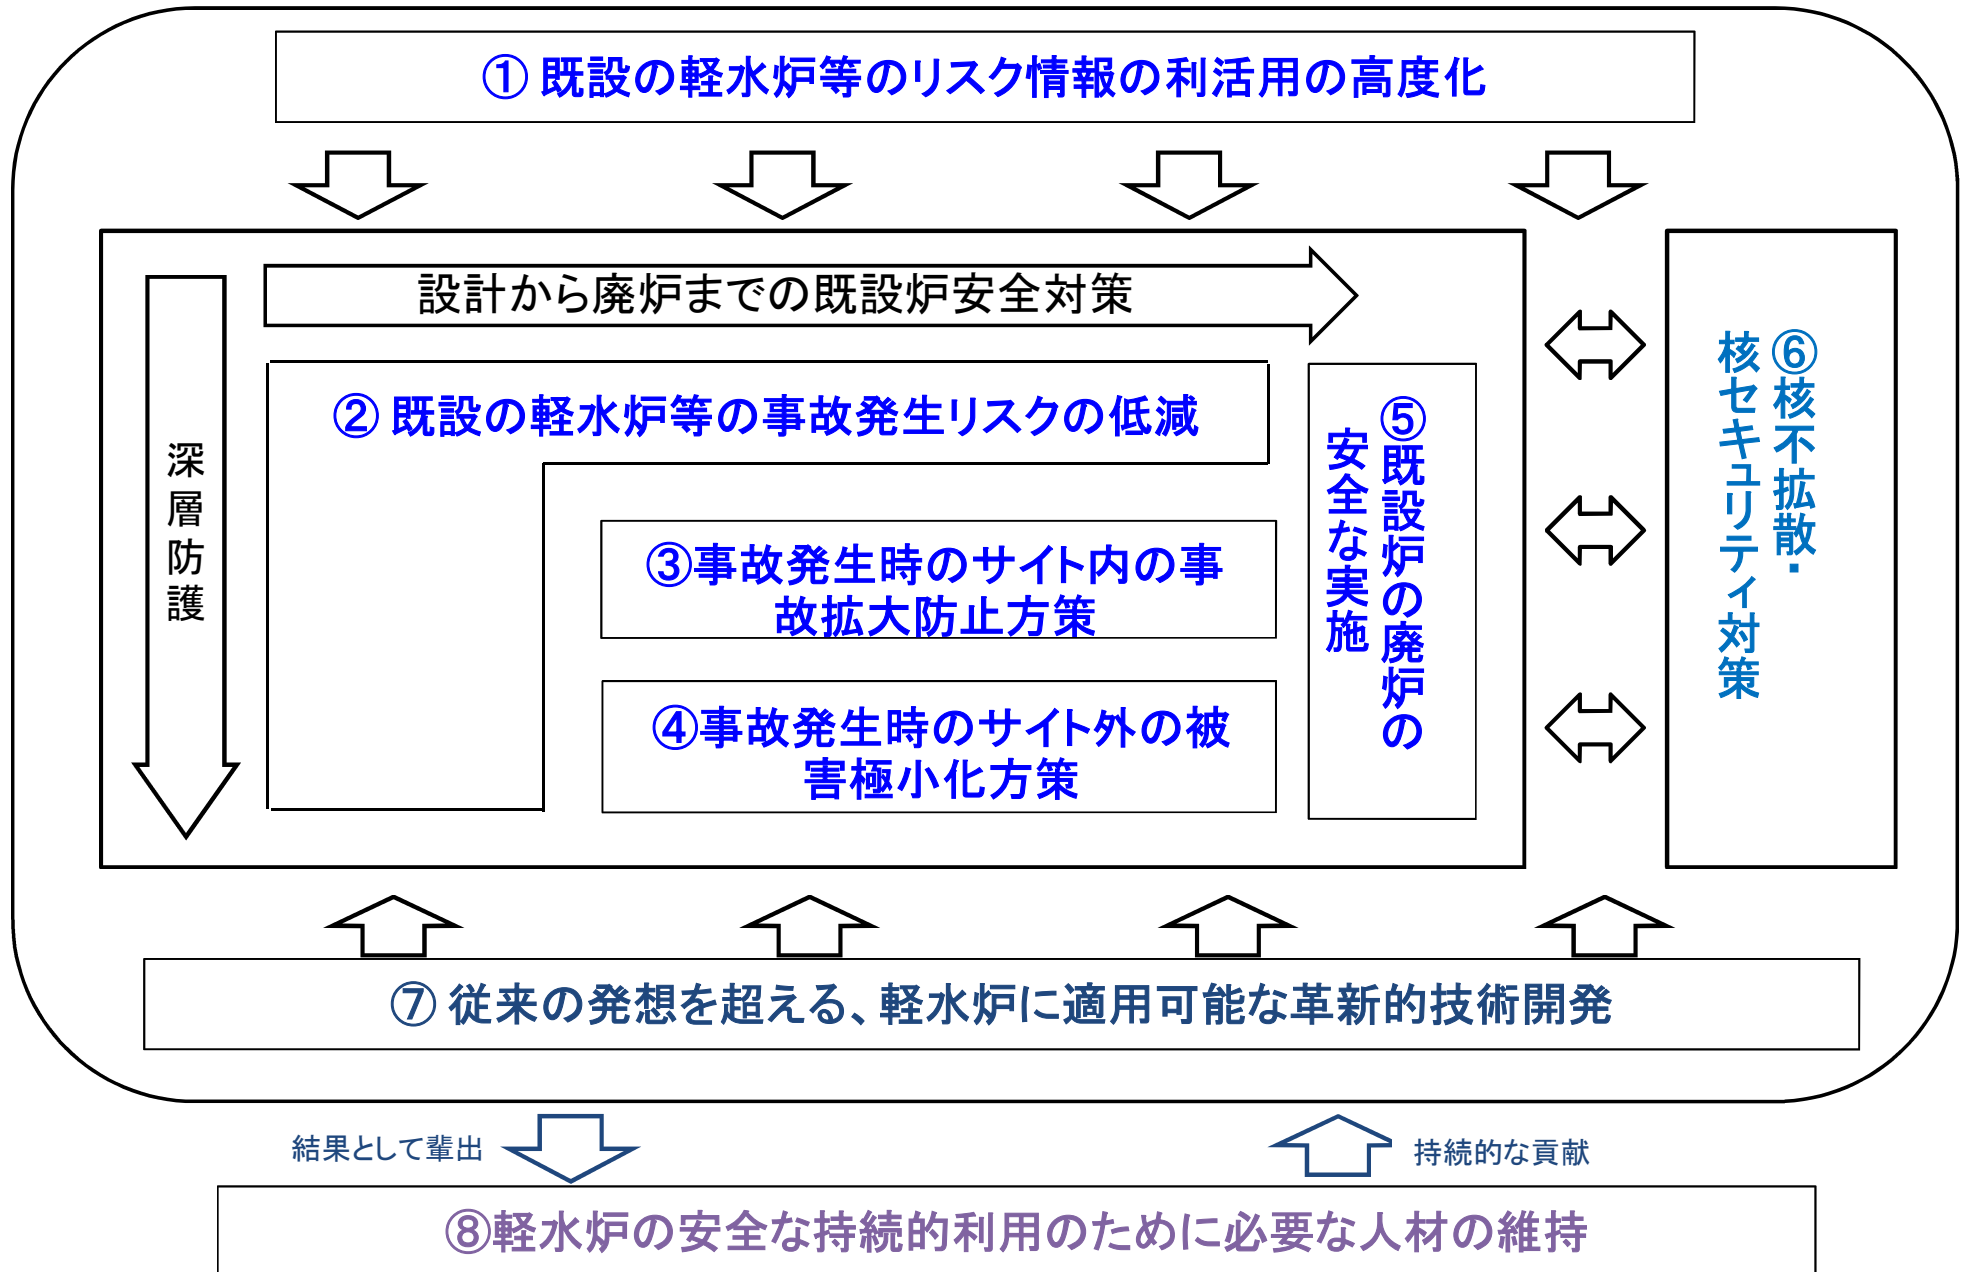 ① 既設の軽水炉等のリスク情報の利活用の高度化
設計から廃炉までの既設炉安全対策
深層防護
② 既設の軽水炉等の事故発生リスクの低減
③事故発生時のサイト内の事
故拡大防止方策
④事故発生時のサイト外の被
害極小化方策
⑤既設炉の廃炉の
安全な実施
⑥核不拡散・
核セキュリティ対策
⑦ 従来の発想を超える、軽水炉に適用可能な革新的技術開発
結果として輩出
持続的な貢献
⑧軽水炉の安全な持続的利用のために必要な人材の維持